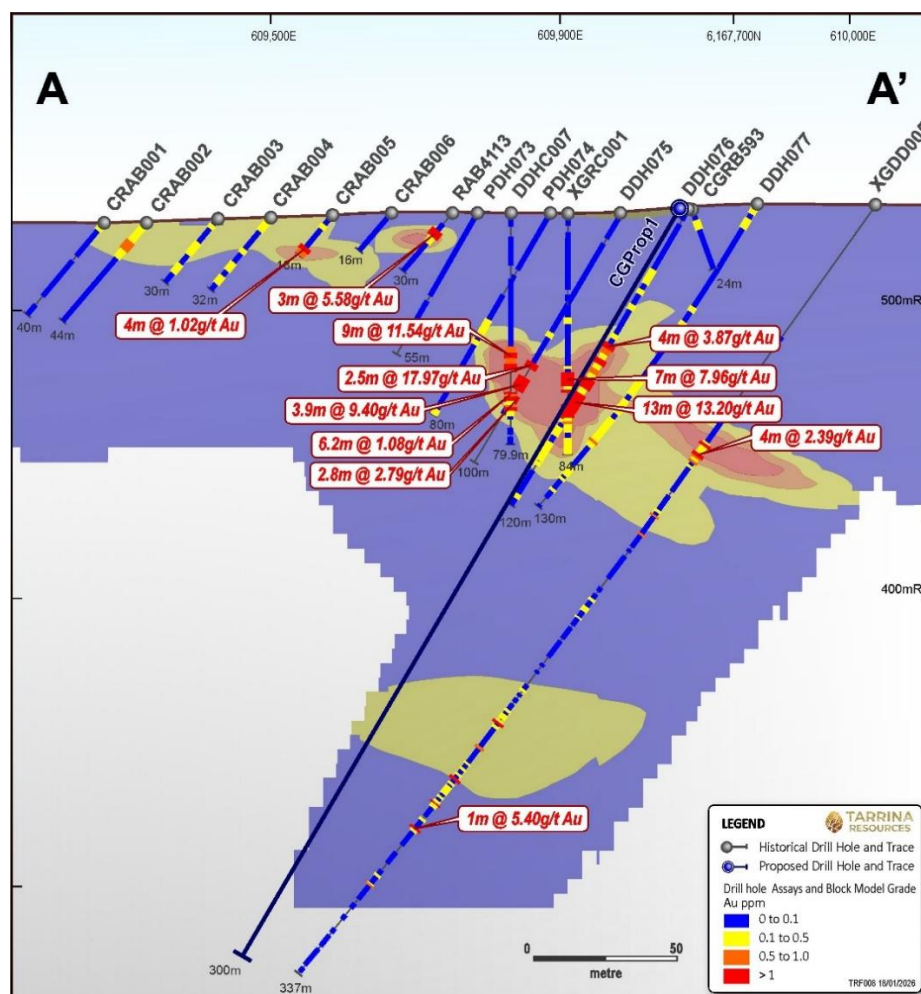 609,500E
609,900E
6,167,700N
610,000E
A
A’
CRAB001
CRAB002
CRAB003
CRAB004
CRAB005
CRAB006
RAB4113
PDH073
DDHC007
PDH074
XGRC001
DDH075
DDH076
CGRB593
DDH077
XGDD005
CGProp1
40m
44m
30m
32m
18m
16m
30m
24m
500mR
4m @ 1.02g/t Au
3m @ 5.58g/t Au
9m @ 11.54g/t Au
2.5m @ 17.97g/t Au
3.9m @ 9.40g/t Au
6.2m @ 1.08g/t Au
2.8m @ 2.79g/t Au
4m @ 3.87g/t Au
7m @ 7.96g/t Au
13m @ 13.20g/t Au
4m @ 2.39g/t Au
55m
80m
79.9m
100m
84m
120m
130m
400mR
1m @ 5.40g/t Au
300m
337m
0
50
metre
LEGEND
TARRINA
RESOURCES
Historical Drill Hole and Trace
Proposed Drill Hole and Trace
Drill hole Assays and Block Model Grade
Au ppm
0 to 0.1
0.1 to 0.5
0.5 to 1.0
> 1
TRF006 18/01/2026